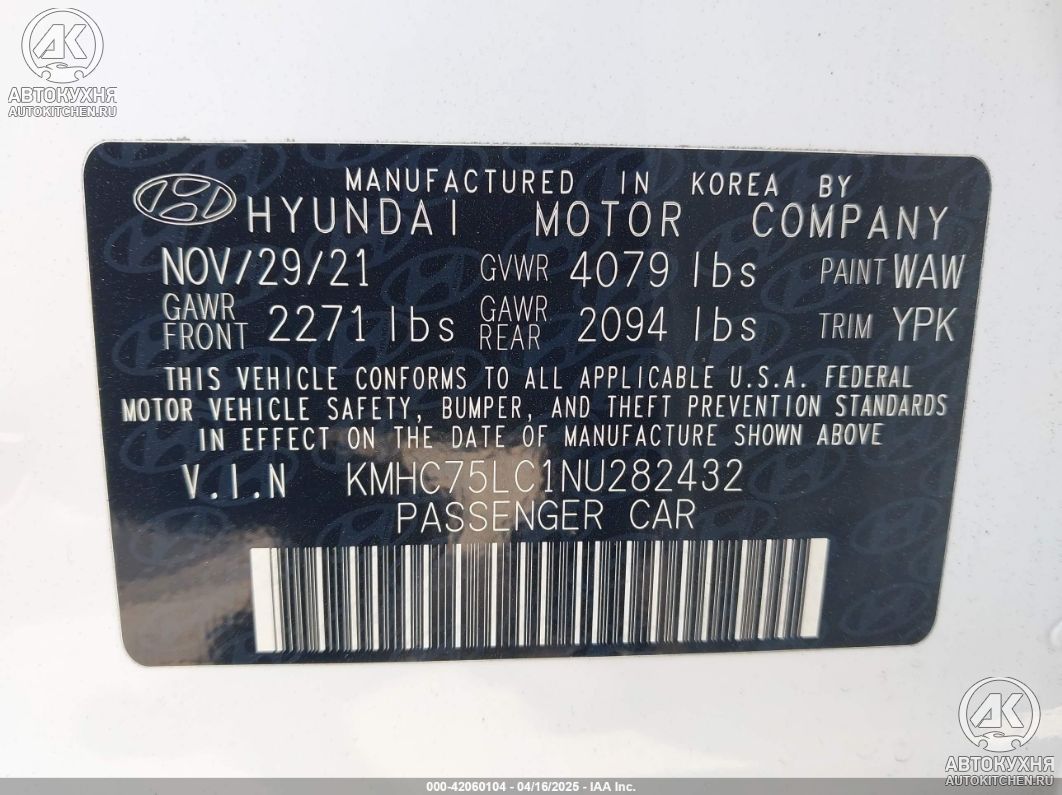 АК
АВТОКУХНЯ
AUTOKITCHEN.RU
MANUFACTURED IN KOREA BY
HYUNDAI MOTOR COMPANY
NOV/29/21 GVWR 4079 lbs PAINT WAW
GAWR FRONT 2271 lbs GAWR REAR 2094 lbs TRIM YPK
THIS VEHICLE CONFORMS TO ALL APPLICABLE U.S.A. FEDERAL
MOTOR VEHICLE SAFETY, BUMPER, AND THEFT PREVENTION STANDARDS
IN EFFECT ON THE DATE OF MANUFACTURE SHOWN ABOVE
V.I.N KMHC75LC1NU282432
PASSENGER CAR
АК
АВТОКУХНЯ
AUTOKITCHEN.RU
000-42060104 - 04/16/2025 - IAA Inc.